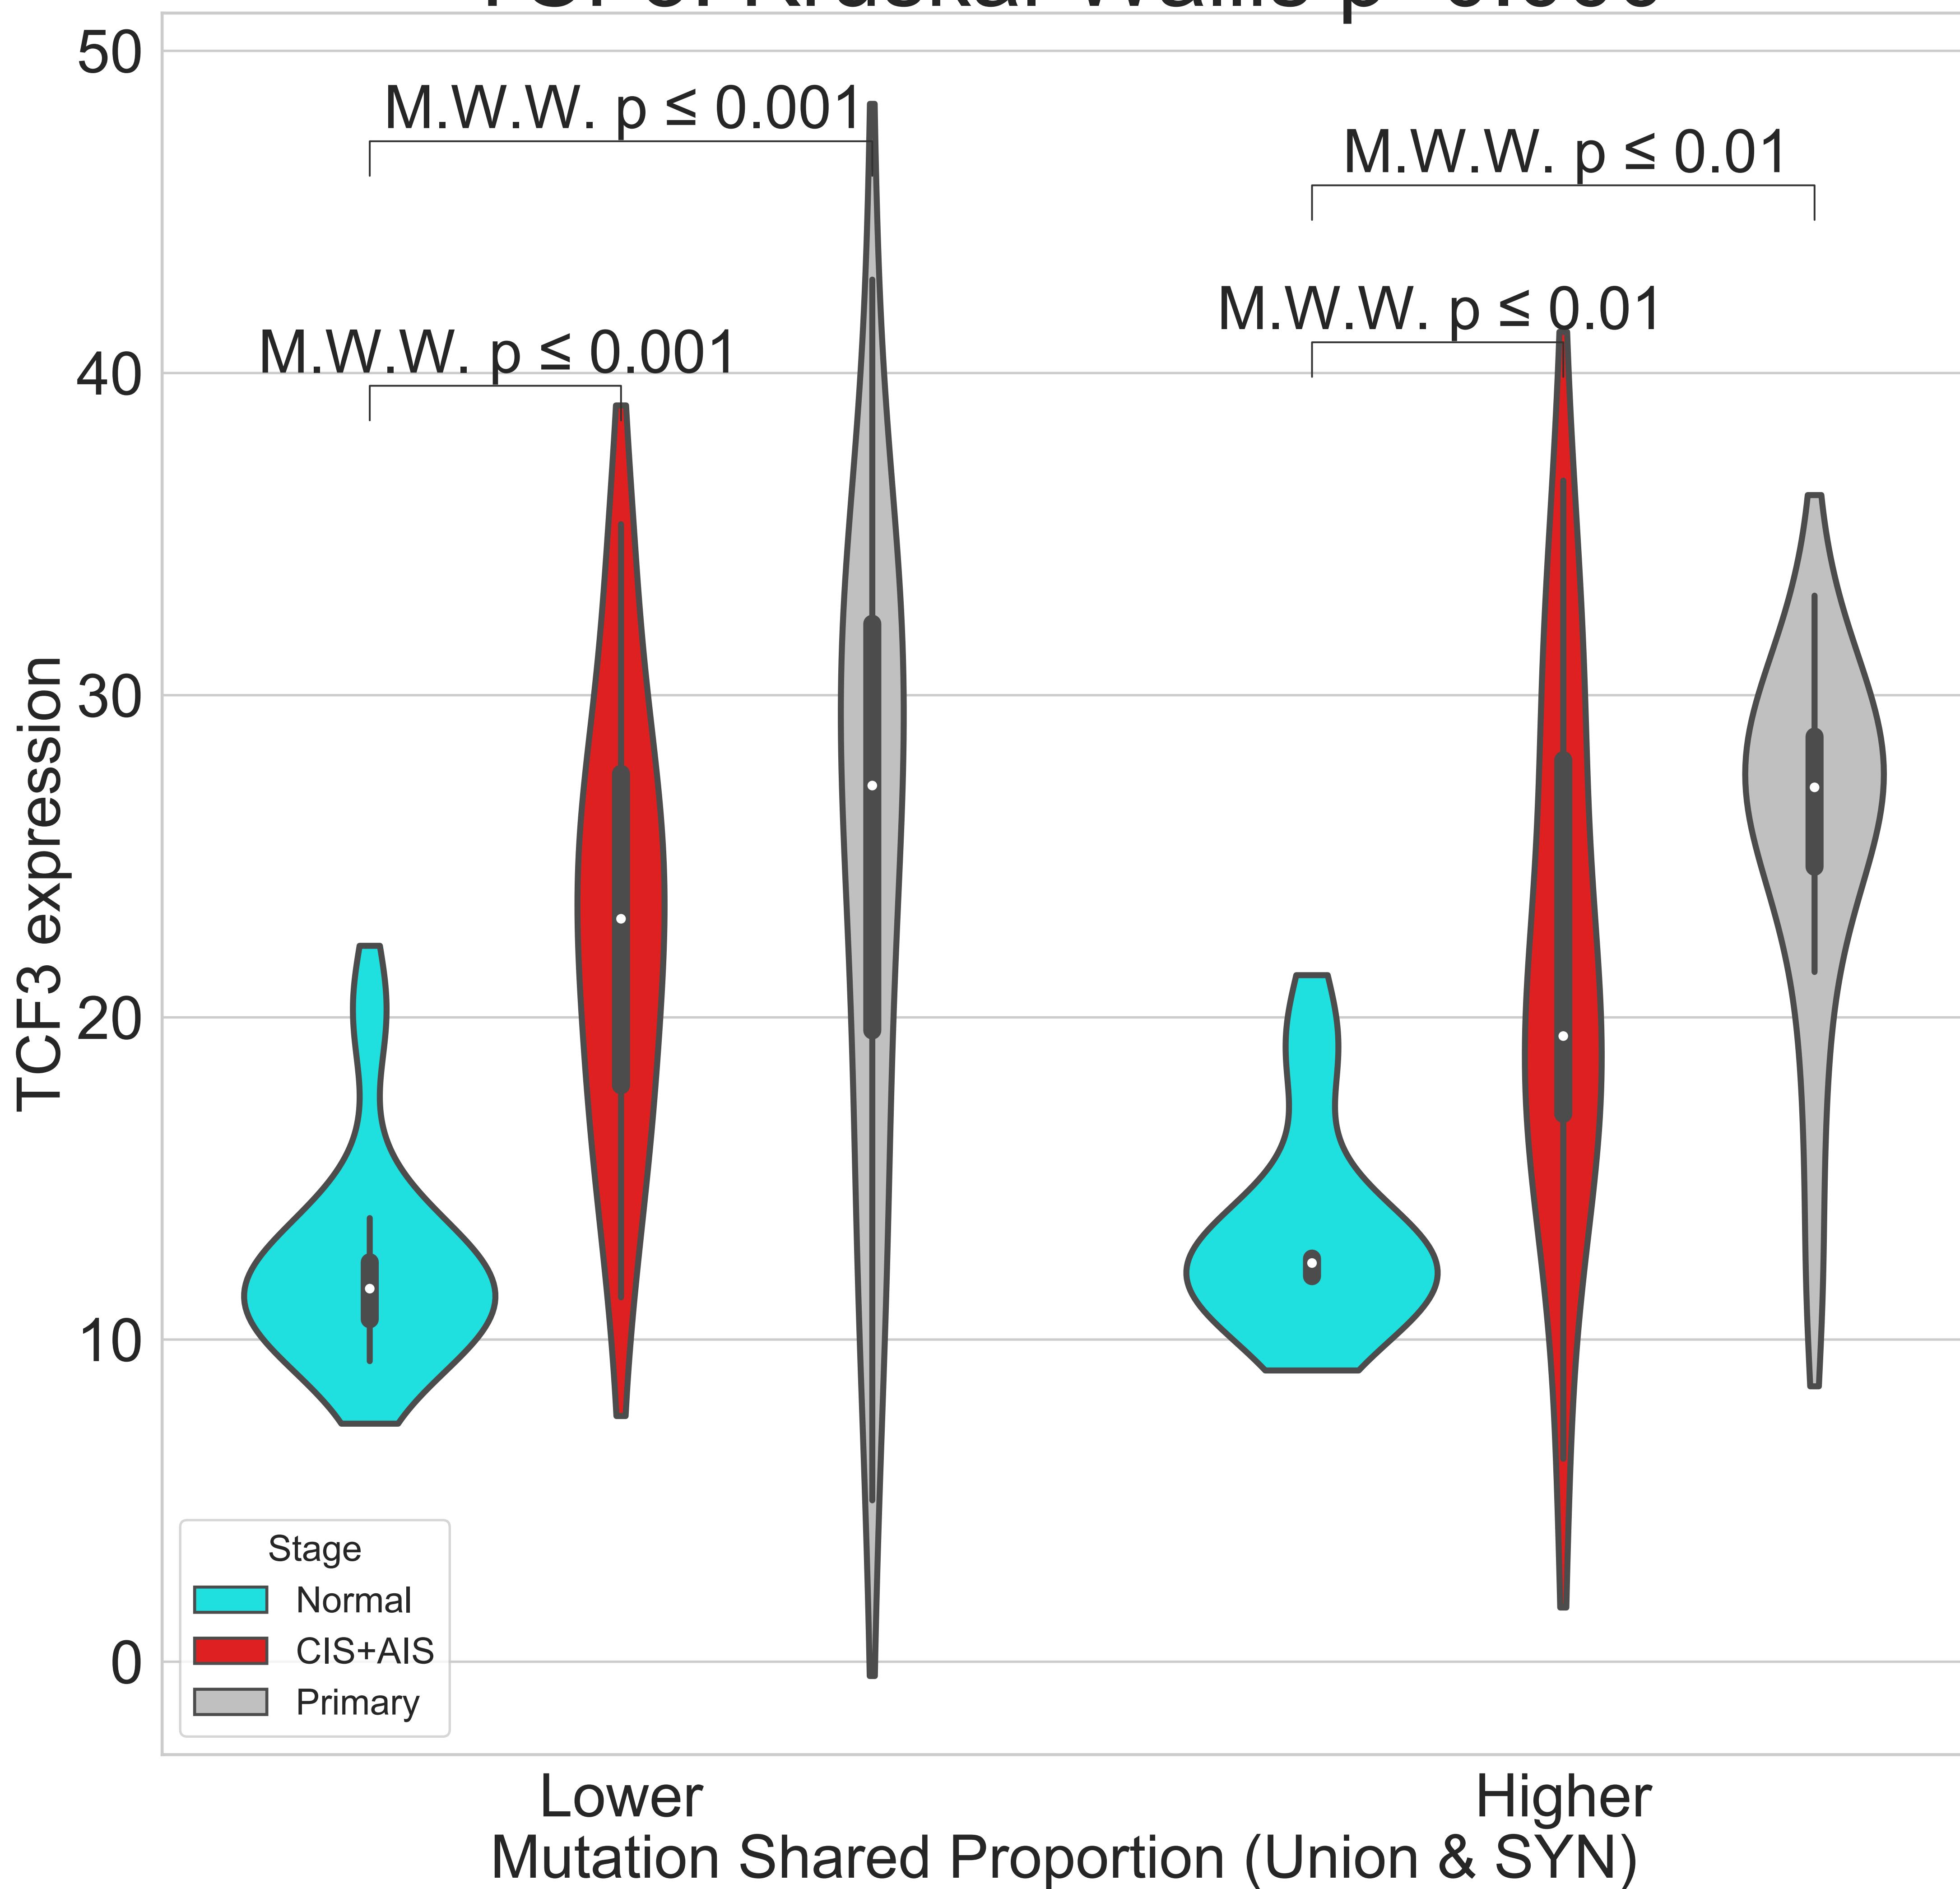 50
M.W.W. p ≤ 0.001
M.W.W. p ≤ 0.01
M.W.W. p ≤ 0.01
M.W.W. p ≤ 0.001
40
30
20
10
0
TCF3 expression
Stage
Normal
CIS+AIS
Primary
Lower
Higher
Mutation Shared Proportion (Union & SYN)